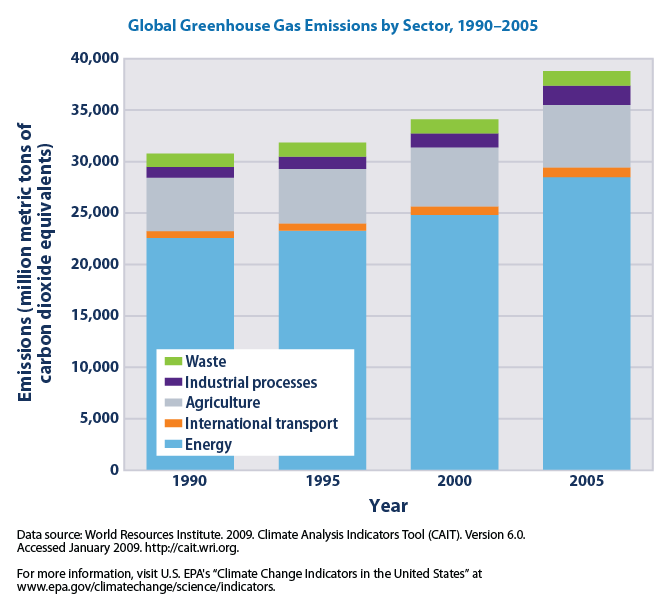 Global Greenhouse Gas Emissions by Sector, 1990–2005
Emissions (million metric tons of
carbon dioxide equivalents)
40,000
35,000
30,000
25,000
20,000
15,000
10,000
5,000
0
Waste
Industrial processes
Agriculture
International transport
Energy
1990
1995
2000
2005
Year
Data source: World Resources Institute. 2009. Climate Analysis Indicators Tool (CAIT). Version 6.0.
Accessed January 2009. http://cait.wri.org.
For more information, visit U.S. EPA's “Climate Change Indicators in the United States” at
www.epa.gov/climatechange/science/indicators.